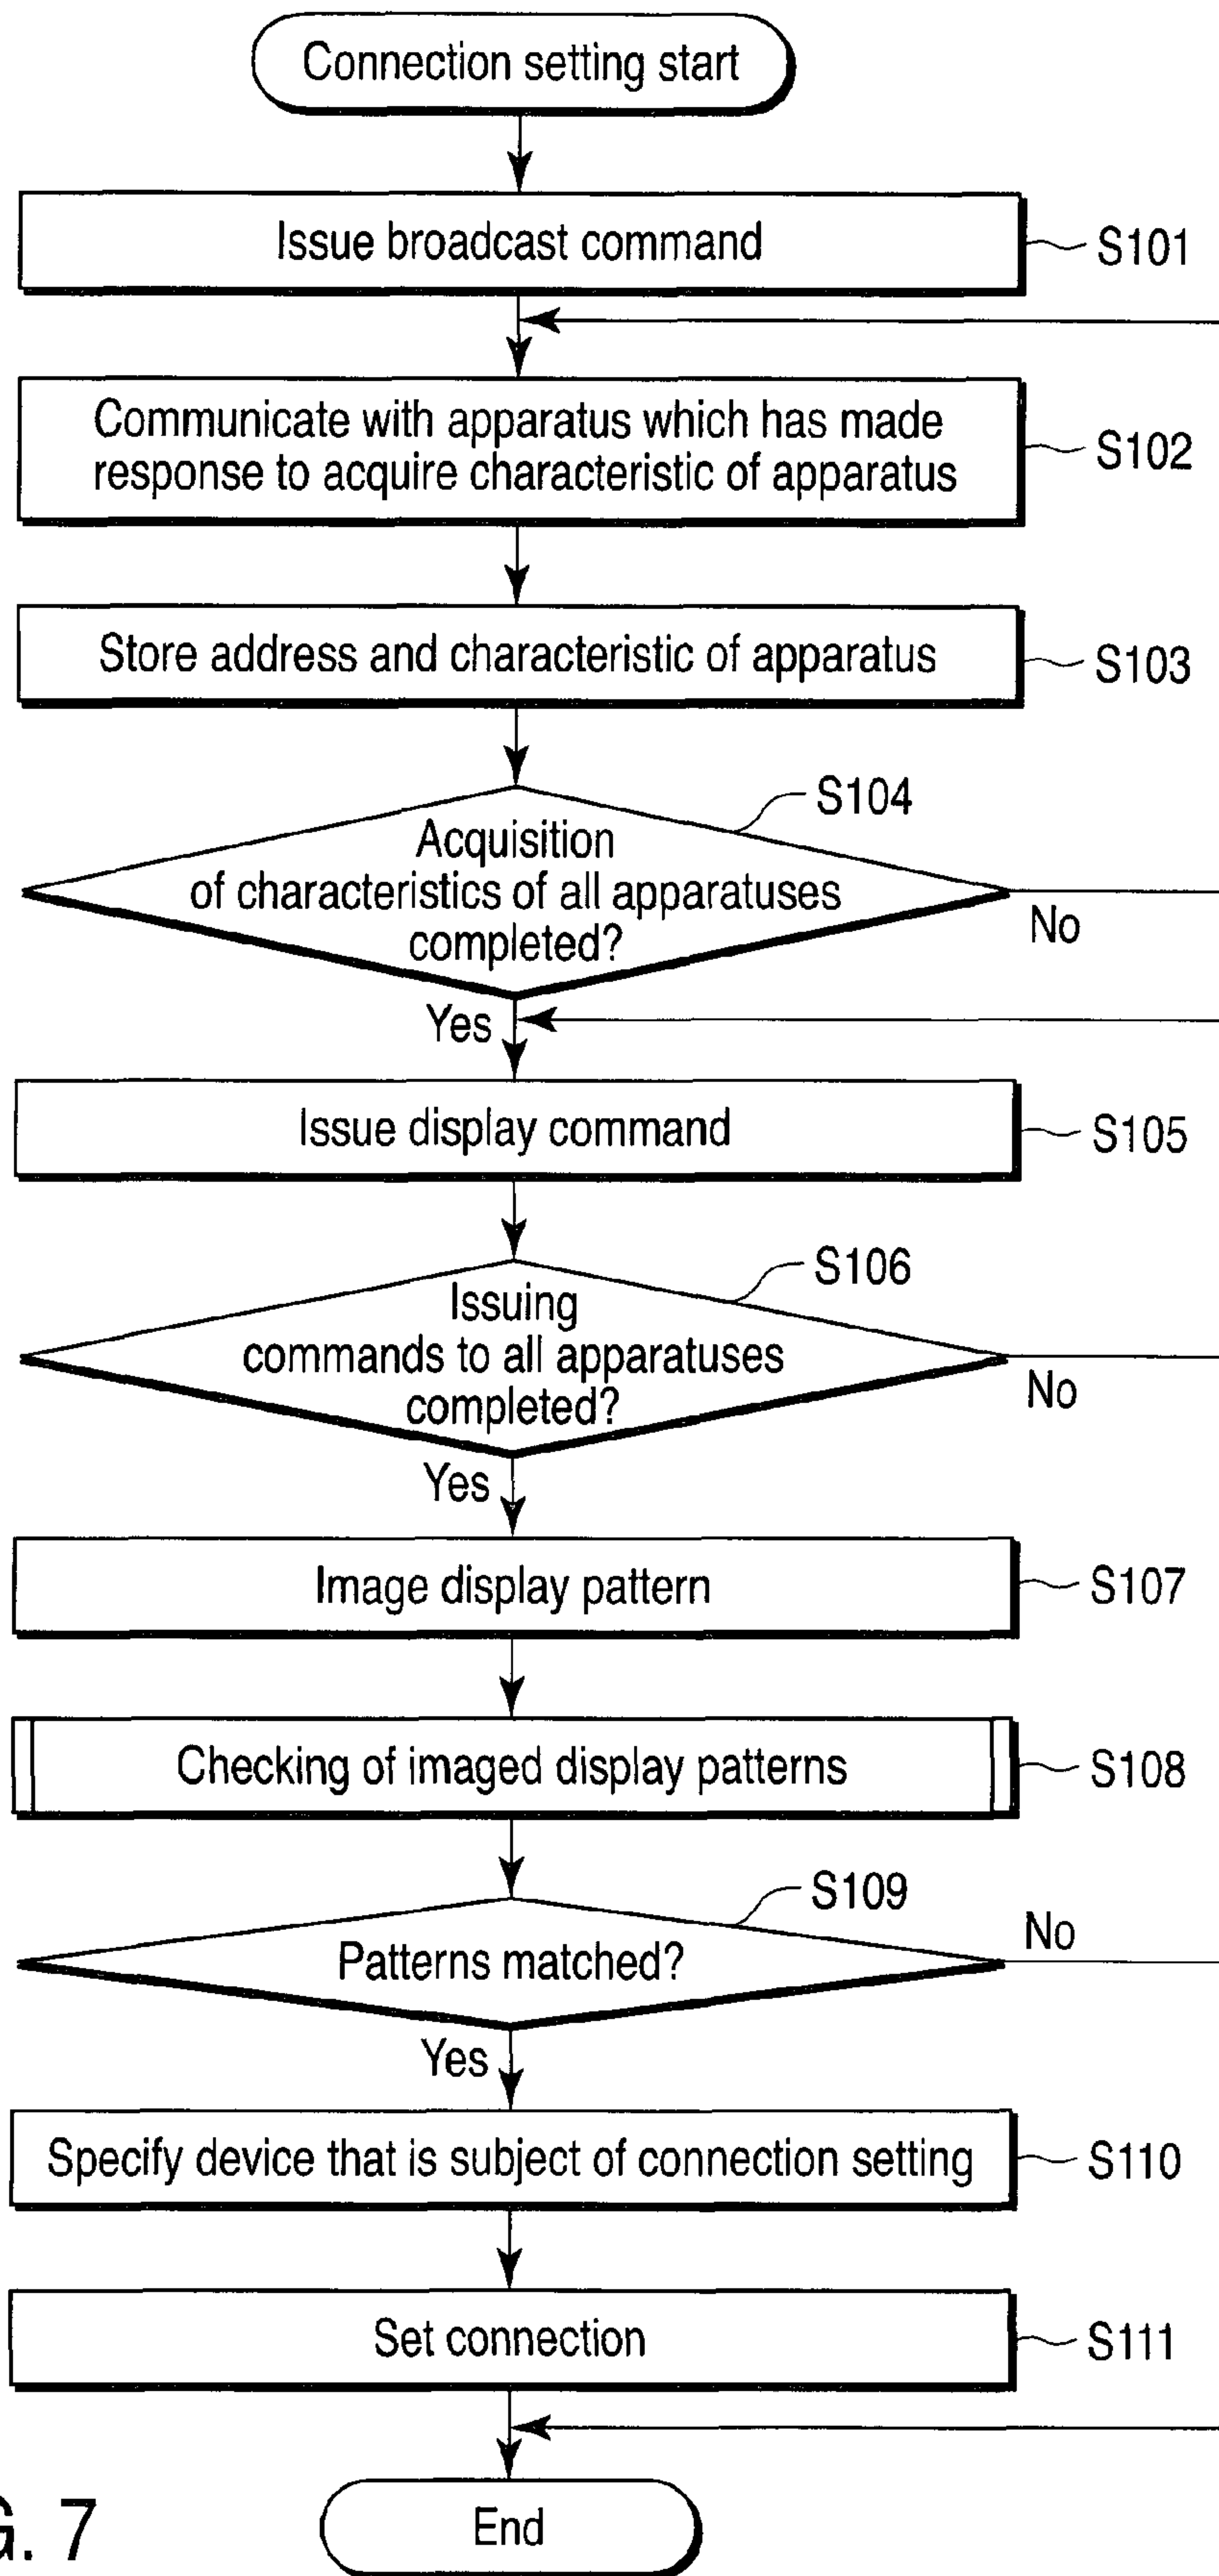 Connection setting start
Issue broadcast command
S101
Communicate with apparatus which has made
response to acquire characteristic of apparatus
S102
Store address and characteristic of apparatus
S103
S104
Acquisition
of characteristics of all apparatuses
completed?
No
Yes
Issue display command
S105
S106
Issuing
commands to all apparatuses
completed?
No
Yes
Image display pattern
S107
Checking of imaged display patterns
S108
S109
Patterns matched?
No
Yes
Specify device that is subject of connection setting
S110
Set connection
S111
End
G. 7